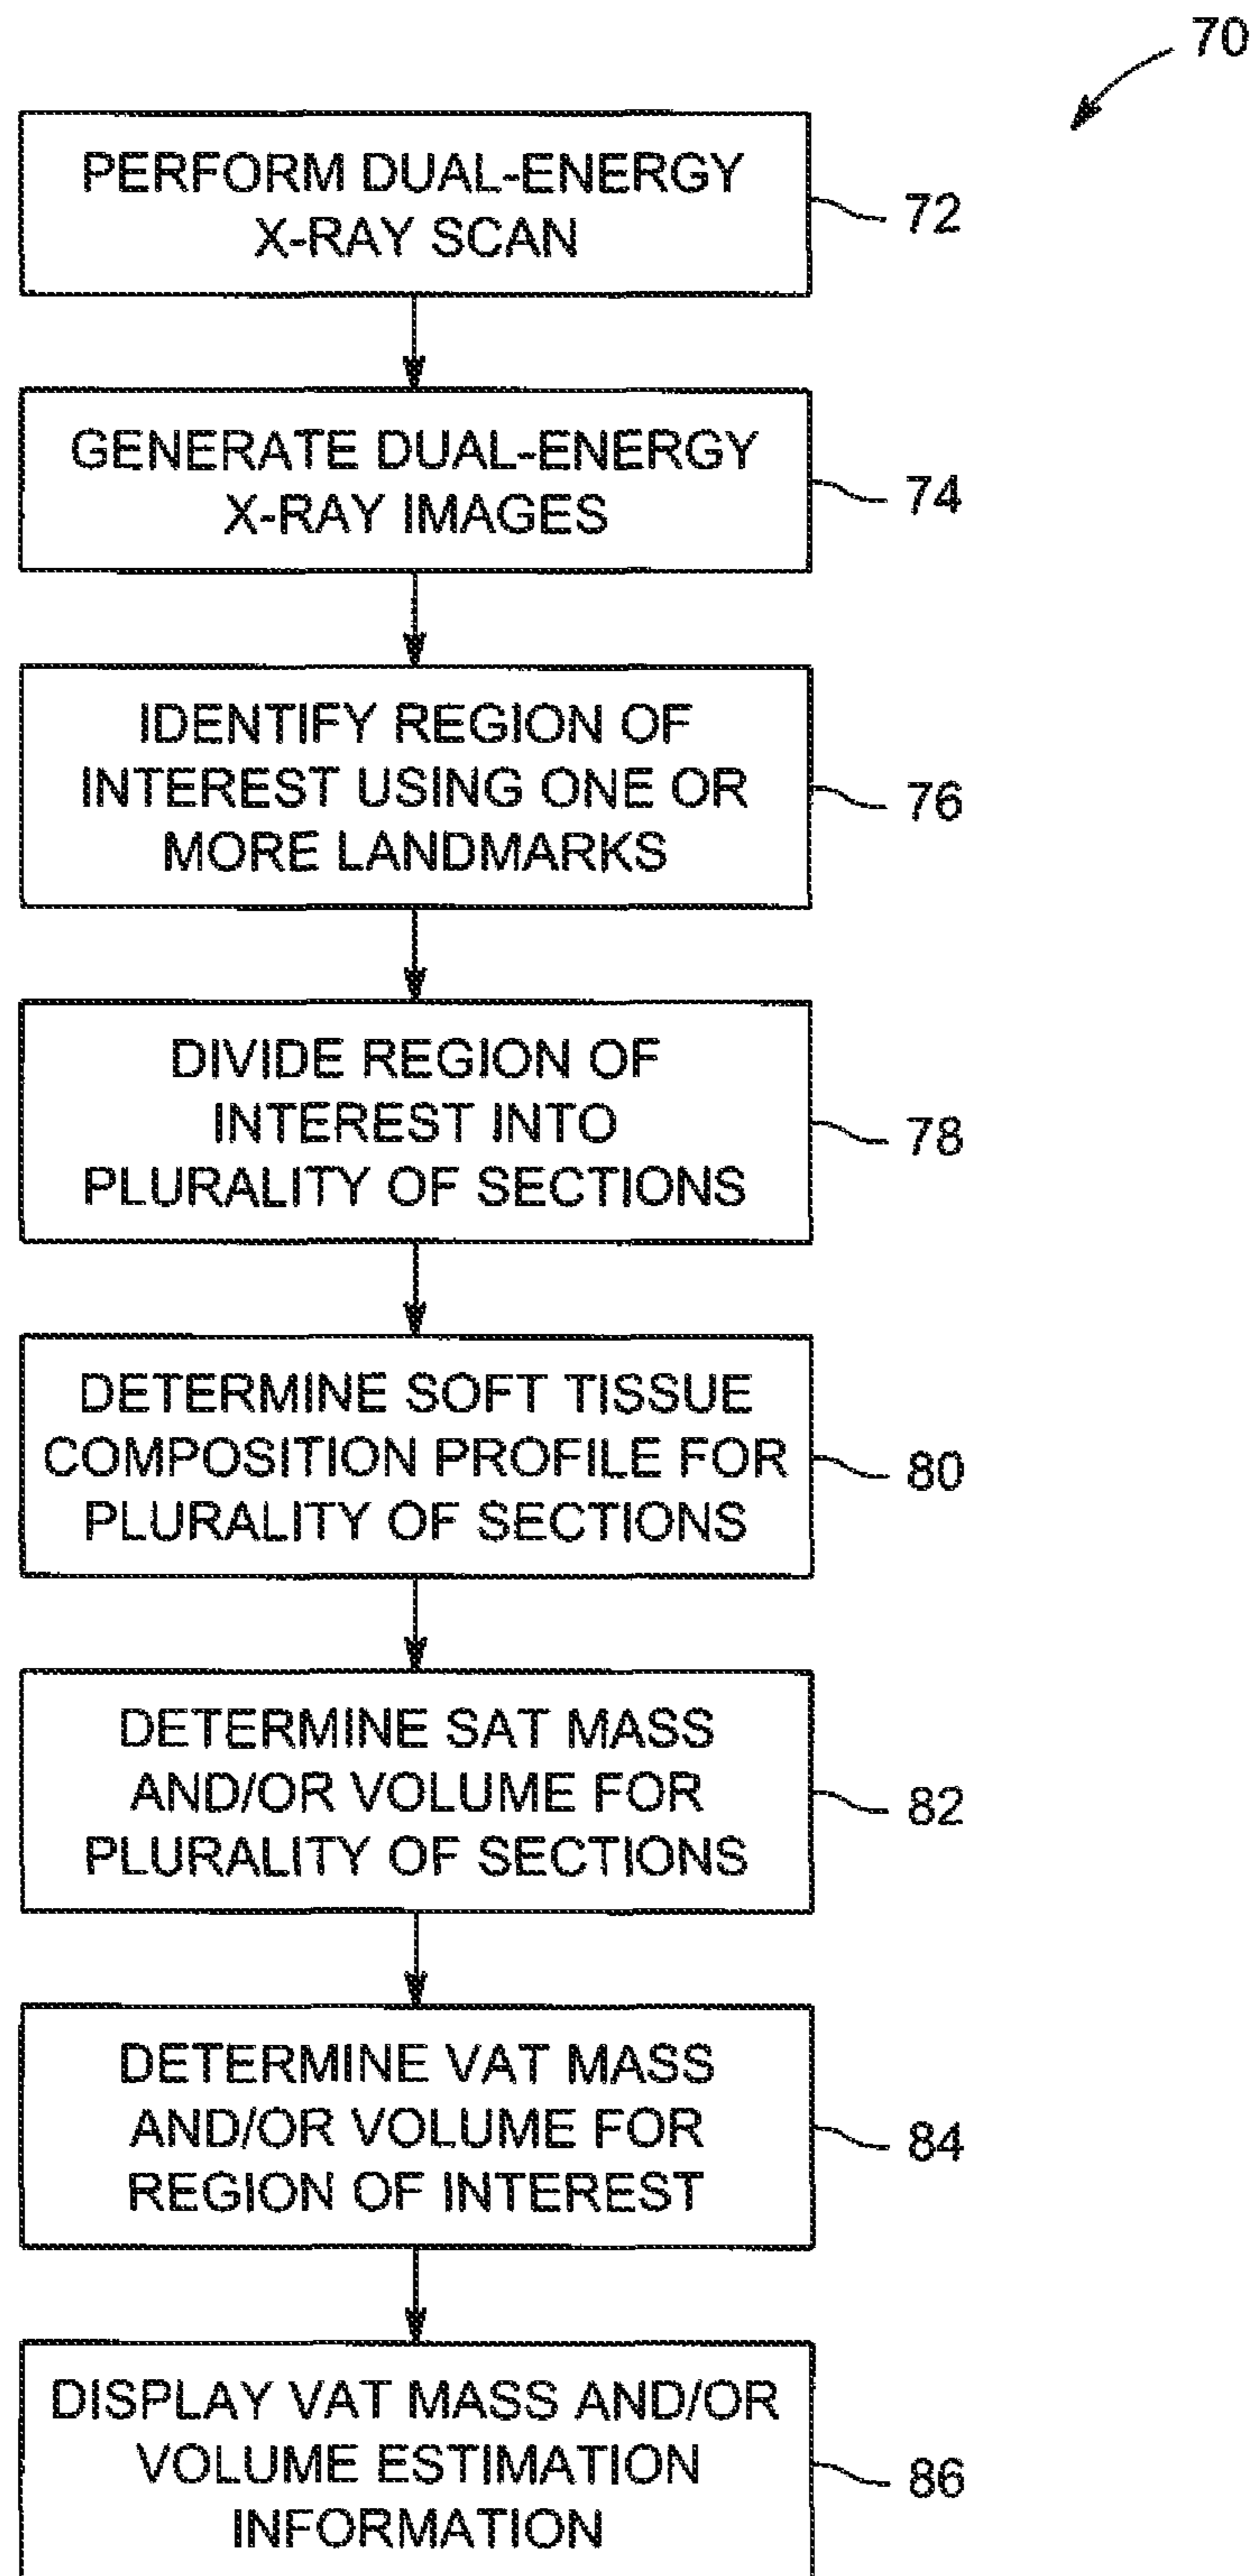 70
PERFORM DUAL-ENERGY
X-RAY SCAN
72
GENERATE DUAL-ENERGY
X-RAY IMAGES
74
IDENTIFY REGION OF
INTEREST USING ONE OR
MORE LANDMARKS
76
DIVIDE REGION OF
INTEREST INTO
PLURALITY OF SECTIONS
78
DETERMINE SOFT TISSUE
COMPOSITION PROFILE FOR
PLURALITY OF SECTIONS
80
DETERMINE SAT MASS
AND/OR VOLUME FOR
PLURALITY OF SECTIONS
82
DETERMINE VAT MASS
AND/OR VOLUME FOR
REGION OF INTEREST
84
DISPLAY VAT MASS AND/OR
VOLUME ESTIMATION
INFORMATION
86